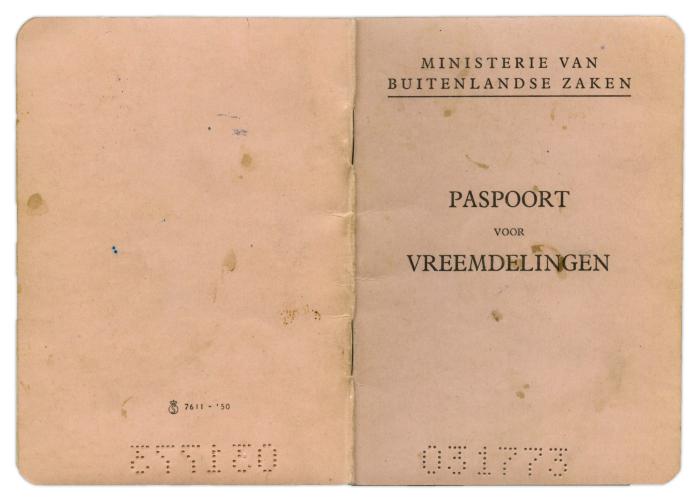 MINISTERIE VAN
BUITENLANDSE ZAKEN
PASPOORT
VOOR
VREEMDELINGEN
7611 - '50
031773